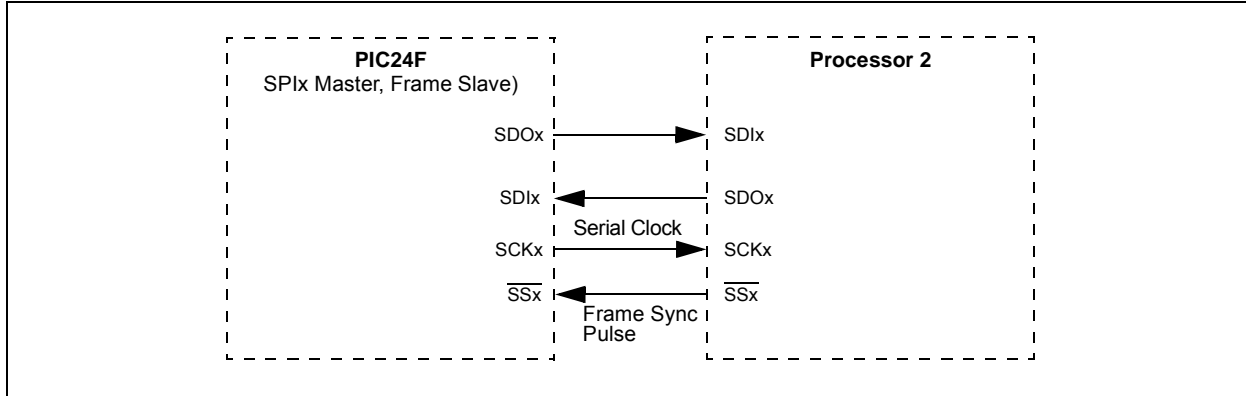 PIC24F
SPIx Master, Frame Slave)
Processor 2
SDOx
SDIx
SDIx
SDOx
Serial Clock
SCKx
SCKx
SSx
SSx
Frame Sync
Pulse